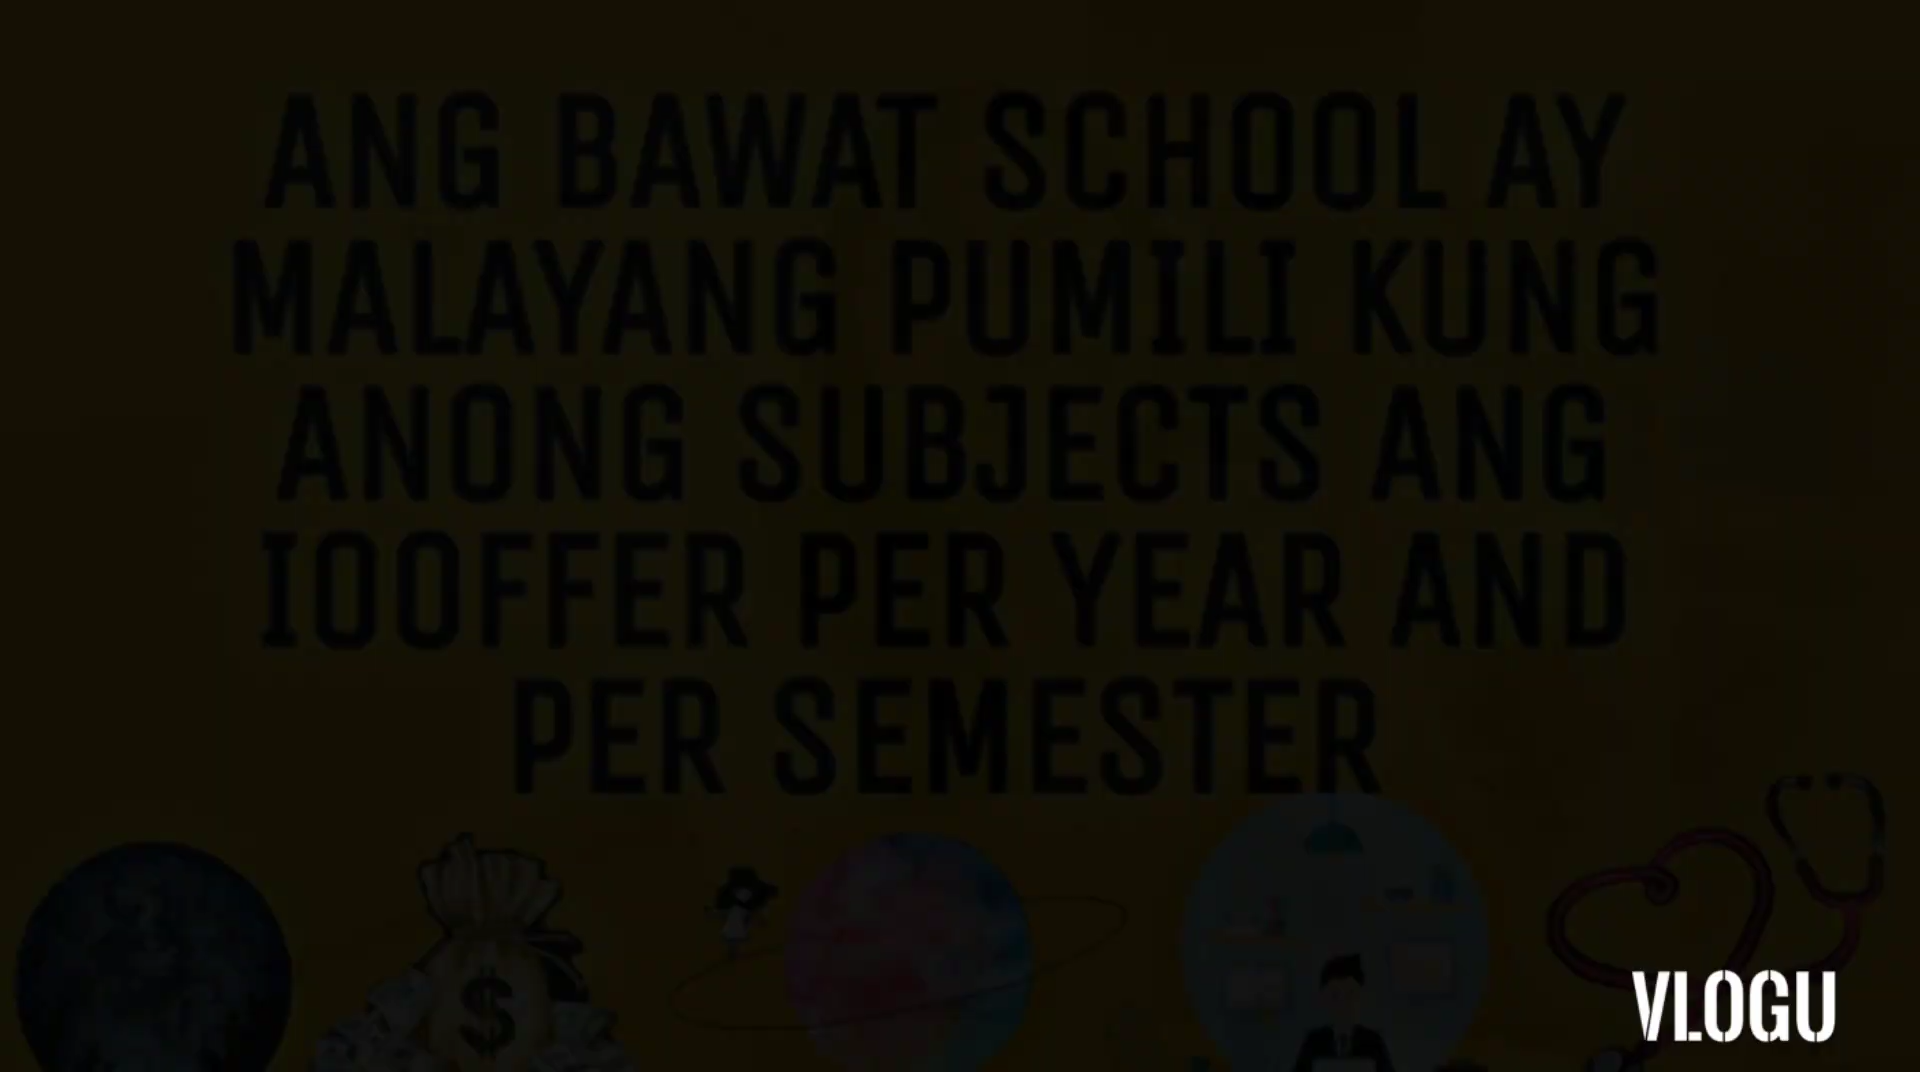 ANG BAWAT SCHOOL AY
MALAYANG PUMILI KUNG
ANONG SUBJECTS ANG
IOOFFER PER YEAR AND
PER SEMESTER
$
VLOGU